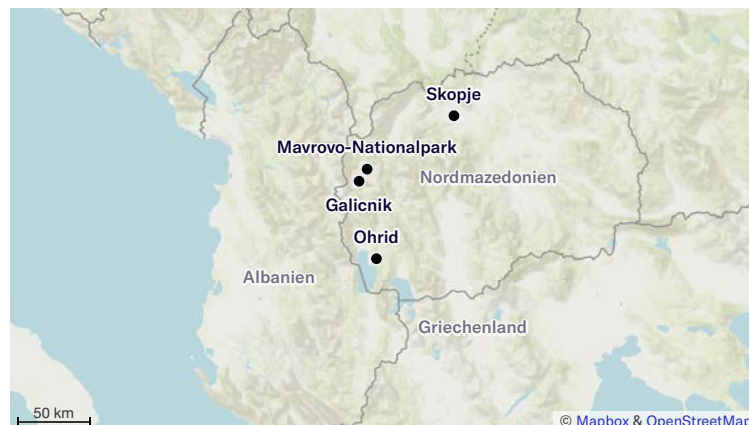 Skopje
Mavrovo-Nationalpark
Nordmazedonien
Galicnik
Ohrid
Albanien
Griechenland
50 km
© Mapbox & OpenStreetMap